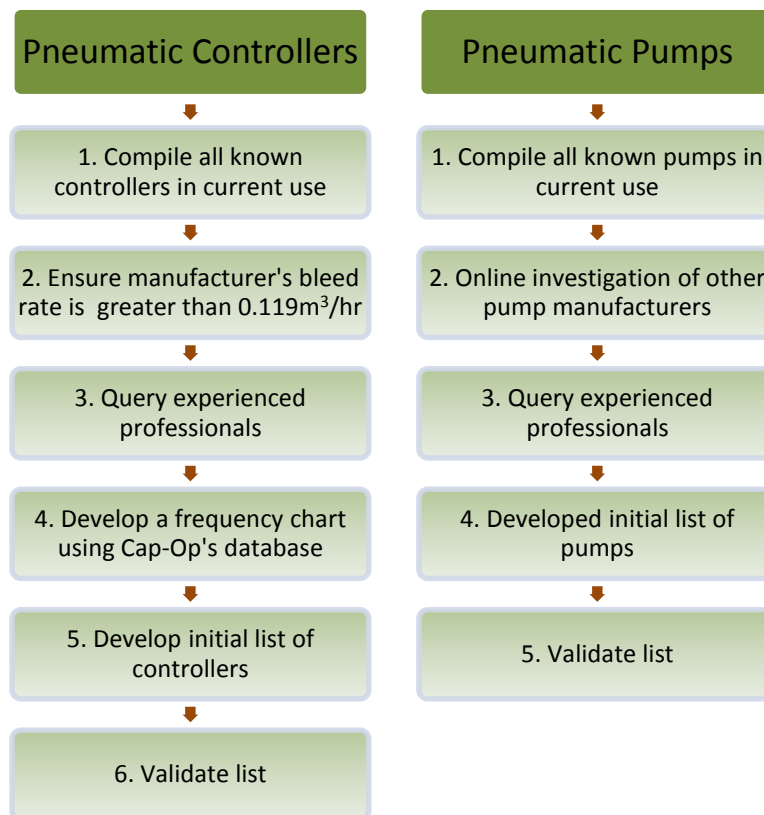 Pneumatic Controllers
1. Compile all known
controllers in current use
2. Ensure manufacturer's bleed
rate is  greater than 0.119m³/hr
3. Query experienced
professionals
4. Develop a frequency chart
using Cap-Op's database
5. Develop initial list of
controllers
6. Validate list
Pneumatic Pumps
1. Compile all known pumps in
current use
2. Online investigation of other
pump manufacturers
3. Query experienced
professionals
4. Developed initial list of
pumps
5. Validate list